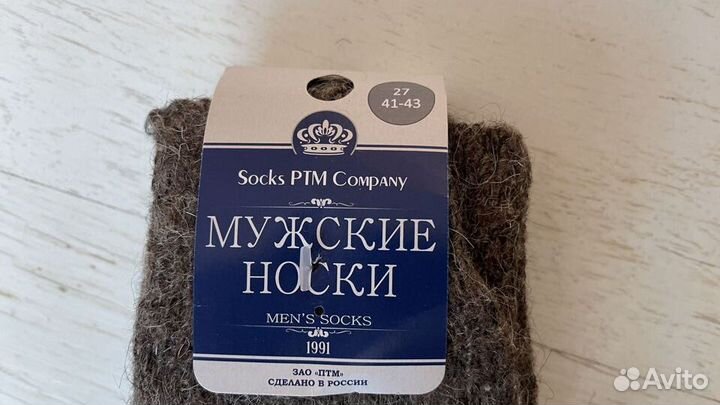 27
41-43
Socks PTM Company
МУЖСКИЕ
НОСКИ
MEN'S SOCKS
1991
ЗАО «ПТМ»
СДЕЛАНО В РОССИИ
Avito